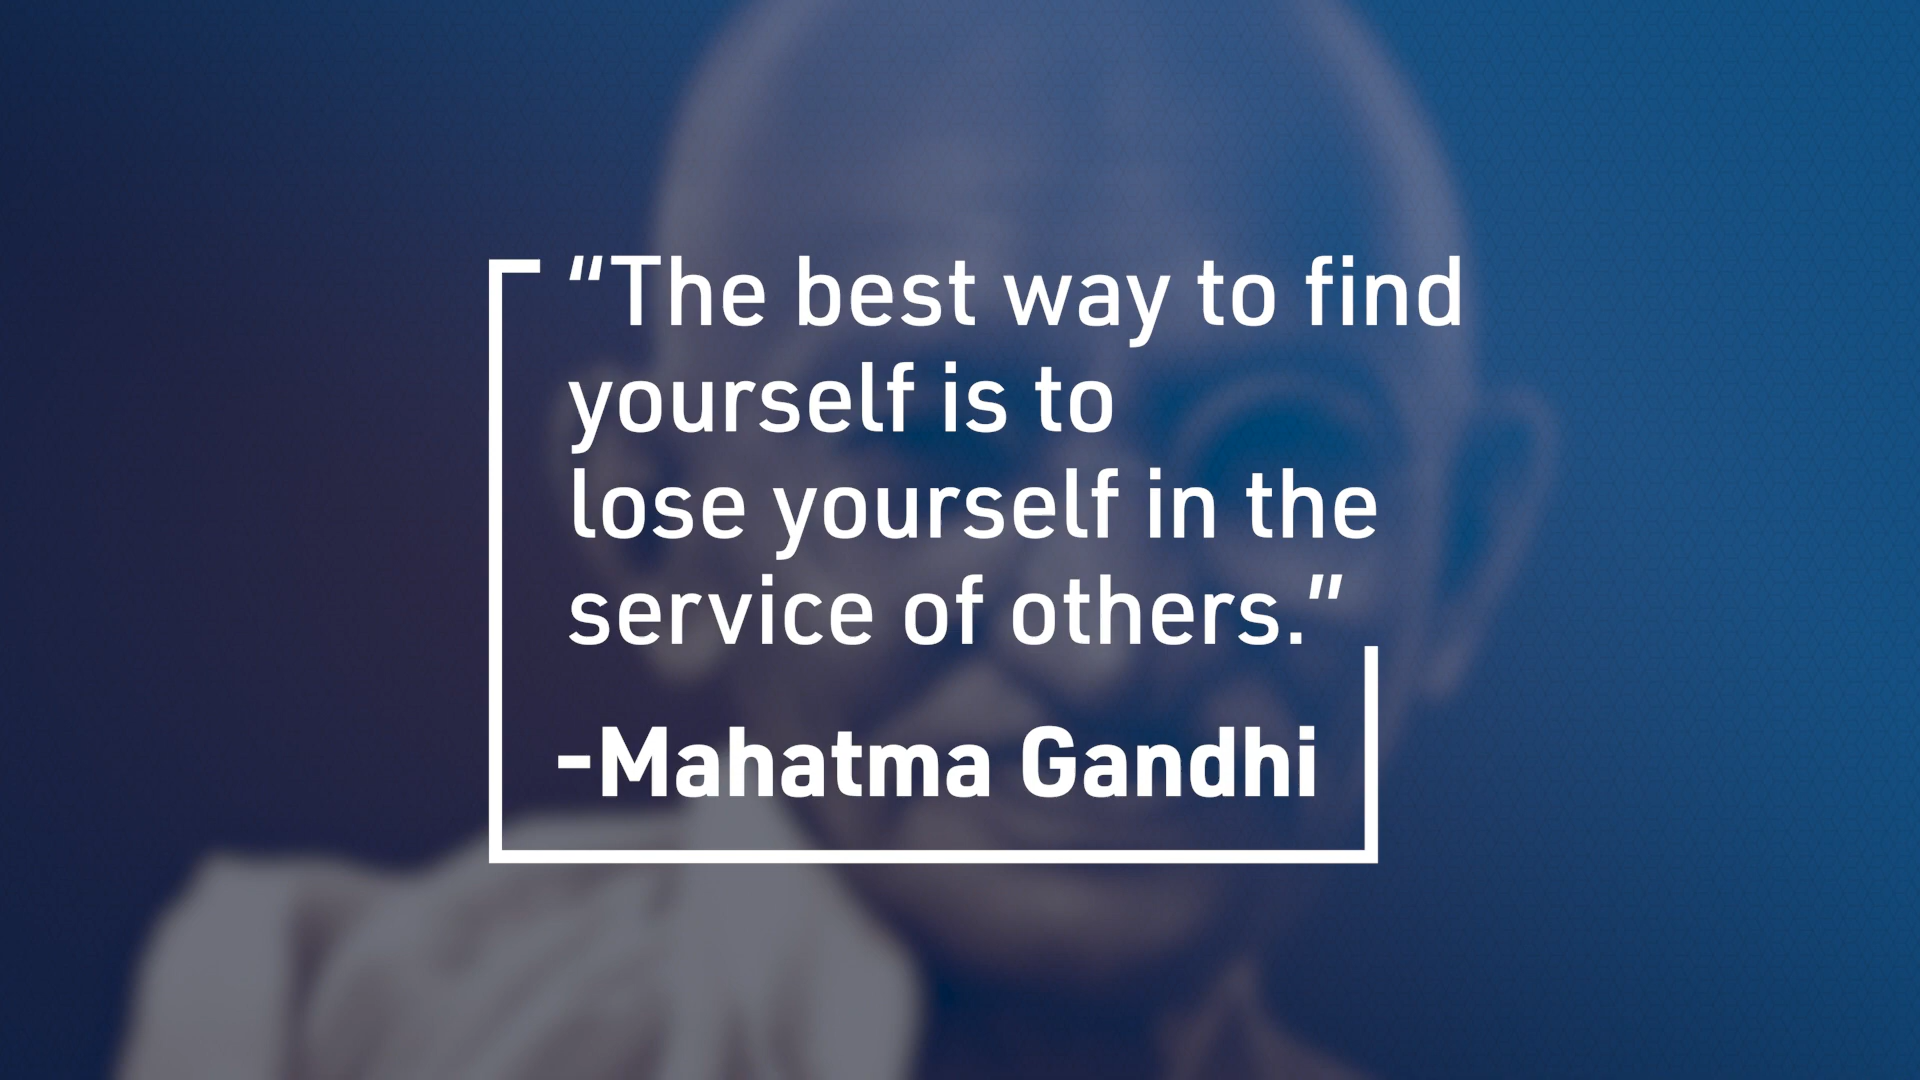 “The best way to find
yourself is to
lose yourself in the
service of others.”
-Mahatma Gandhi